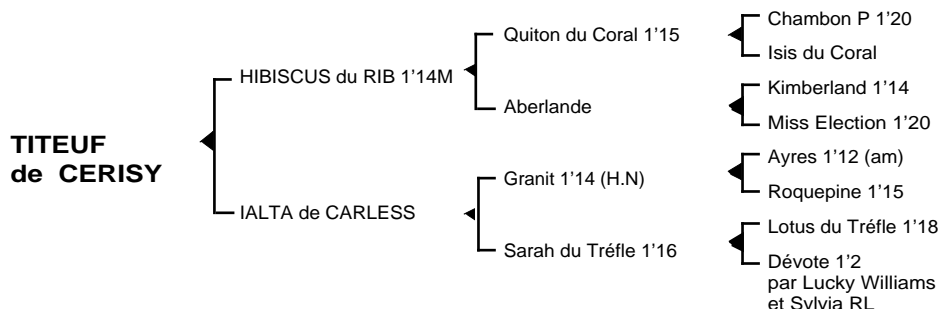 Chambon P 1'20
Quiton du Coral 1'15
Isis du Coral
HIBISCUS du RIB 1'14M
Kimberland 1'14
Aberlande
Miss Election 1'20
TITEUF
de CERISY
Ayres 1'12 (am)
Granit 1'14 (H.N)
Roquepine 1'15
IALTA de CARLESS
Lotus du Tréfle 1'18
Sarah du Tréfle 1'16
Dévote 1'2
par Lucky Williams
et Sylvia RL